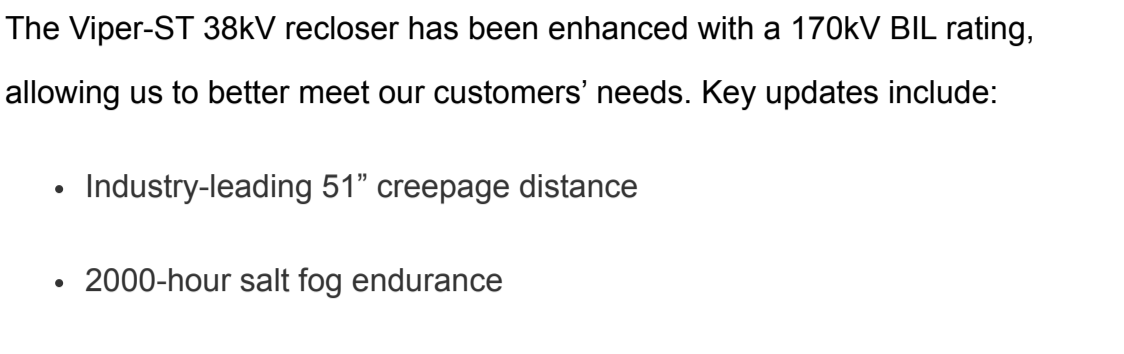 The Viper-ST 38kV recloser has been enhanced with a 170kV BIL rating,
allowing us to better meet our customers’ needs. Key updates include:
• Industry-leading 51” creepage distance
• 2000-hour salt fog endurance